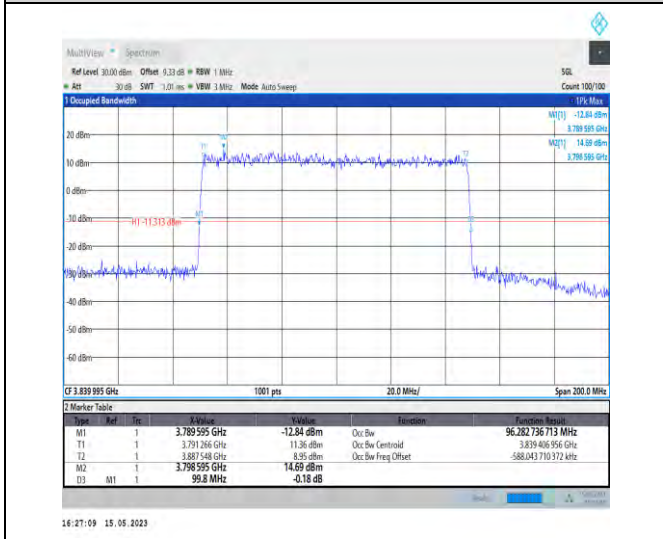 MultiView Spectrum
Ref Level 30.00 dBm Offset 9.33 dB RBW 1 MHz SGL
Att 30 dB SWT 1.01 ms VBW 3 MHz Mode Auto Sweep Count 100/100
1 Occupied Bandwidth 1Pk Max
M1[1] -12.84 dBm
3.789 595 GHz
20 dBm M2[1] 14.69 dBm
3.798 595 GHz
M2
T1 T2
10 dBm
0 dBm
M1
-10 dBm H1 -11.313 dBm
-20 dBm
-30 dBm
-40 dBm
-50 dBm
-60 dBm
CF 3.839 995 GHz 1001 pts 20.0 MHz/ Span 200.0 MHz
2 Marker Table
Type Ref Trc X-Value Y-Value Function Function Result
M1 1 3.789 595 GHz -12.84 dBm Occ Bw 96.282 736 713 MHz
T1 1 3.791 266 GHz 11.36 dBm Occ Bw Centroid 3.839 406 956 GHz
T2 1 3.887 548 GHz 8.95 dBm Occ Bw Freq Offset -588.043 710 372 kHz
M2 1 3.798 595 GHz 14.69 dBm
D3 M1 1 99.8 MHz -0.18 dB
16:27:09 15.05.2023